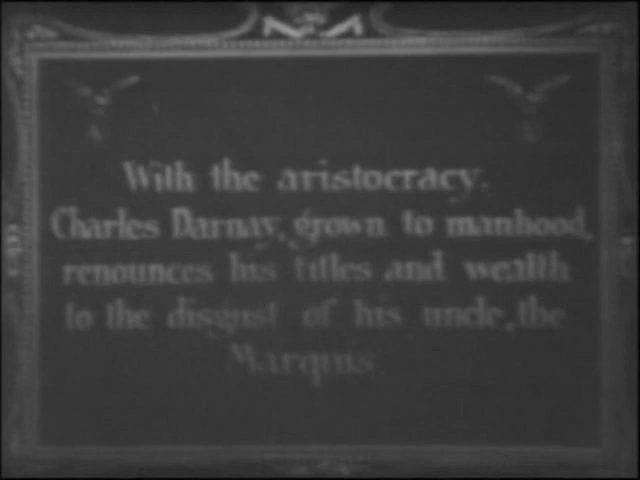 With the aristocracy.
Charles Darnay, grown to manhood,
renounces his titles and wealth
to the disgust of his uncle, the
Marquis.